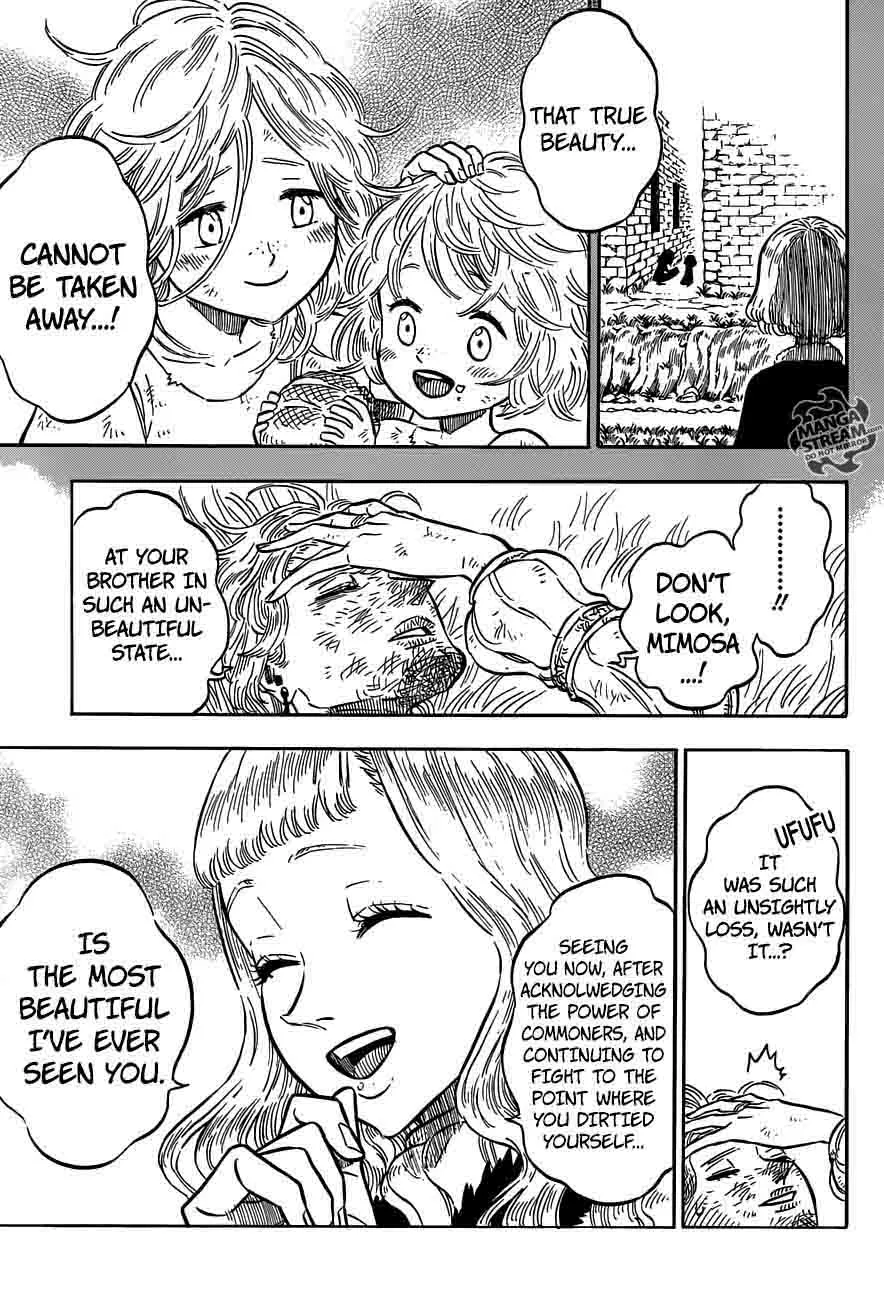 THAT TRUE
BEAUTY...
CANNOT
BE TAKEN
AWAY...!
MANGA
STREAM.com
DO NOT MIRROR
.........!!
DON'T
LOOK,
MIMOSA
....!
AT YOUR
BROTHER IN
SUCH AN UN-
BEAUTIFUL
STATE...
UFUFU
IT
WAS SUCH
AN UNSIGHTLY
LOSS, WASN'T
IT...?
SEEING
YOU NOW, AFTER
ACKNOLWEDGING
THE POWER OF
COMMONERS, AND
CONTINUING TO
FIGHT TO THE
POINT WHERE
YOU DIRTIED
YOURSELF...
IS
THE MOST
BEAUTIFUL
I'VE EVER
SEEN YOU.